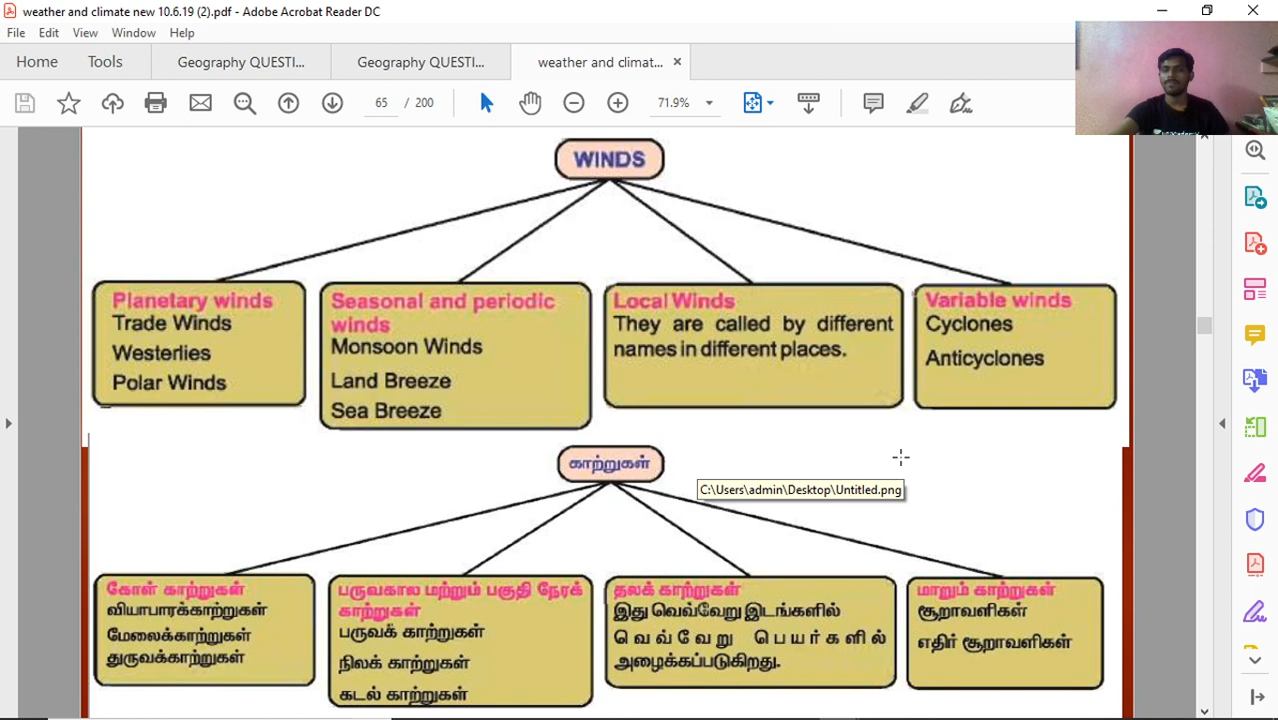 weather and climate new 10.6.19 (2).pdf - Adobe Acrobat Reader DC
File Edit View Window Help
Home Tools Geography QUESTI... Geography QUESTI... weather and climat...
65 / 200 71.9%
WINDS
Planetary winds
Trade Winds
Westerlies
Polar Winds
Seasonal and periodic
winds
Monsoon Winds
Land Breeze
Sea Breeze
Local Winds
They are called by different
names in different places.
Variable winds
Cyclones
Anticyclones
காற்றுகள்
C:\Users\admin\Desktop\Untitled.png
கோள் காற்றுகள்
வியாபாரக்காற்றுகள்
மேலைக்காற்றுகள்
துருவக்காற்றுகள்
பருவகால மற்றும் பகுதி நேரக்
காற்றுகள்
பருவக் காற்றுகள்
நிலக் காற்றுகள்
கடல் காற்றுகள்
தலக் காற்றுகள்
இது வெவ்வேறு இடங்களில்
வெவ்வேறு பெயர்களில்
அழைக்கப்படுகிறது.
மாறும் காற்றுகள்
சூறாவளிகள்
எதிர் சூறாவளிகள்